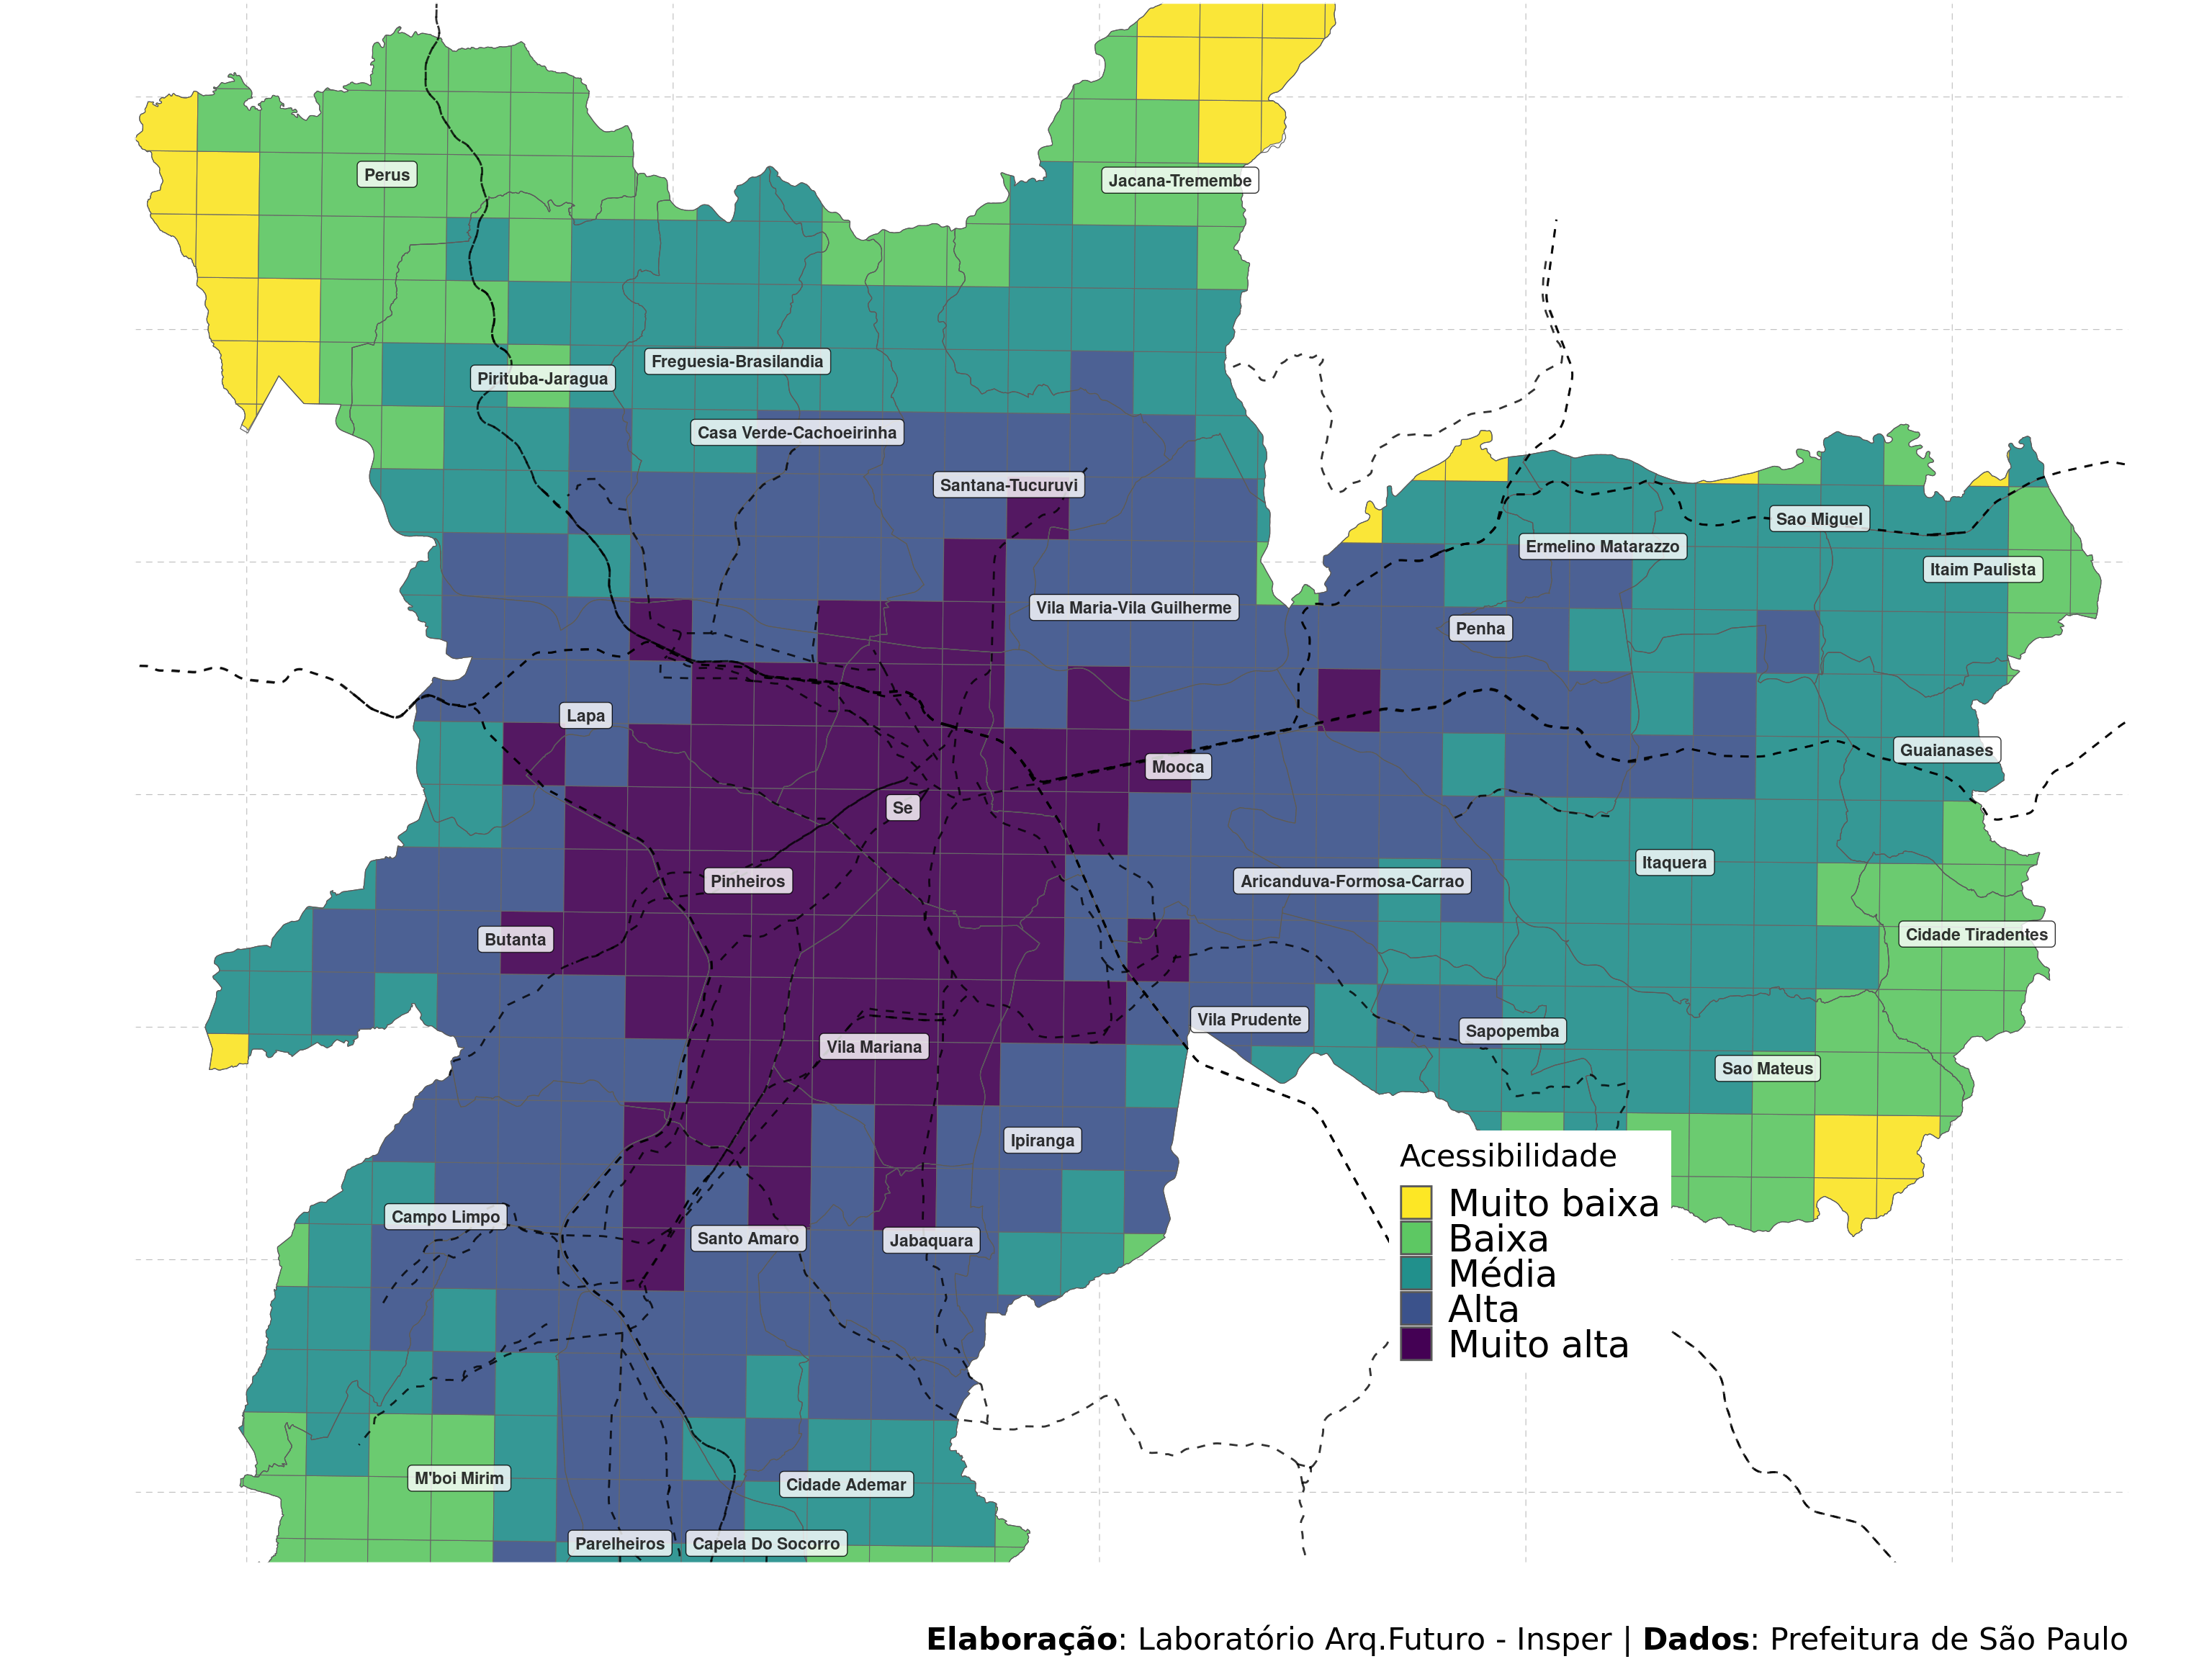 Perus
Jacana-Tremembe
Freguesia-Brasilandia
Pirituba-Jaragua
Casa Verde-Cachoeirinha
Santana-Tucuruvi
Sao Miguel
Ermelino Matarazzo
Itaim Paulista
Vila Maria-Vila Guilherme
Penha
Lapa
Guaianases
Mooca
Se
Itaquera
Pinheiros
Aricanduva-Formosa-Carrao
Cidade Tiradentes
Butanta
Vila Prudente
Sapopemba
Vila Mariana
Sao Mateus
Ipiranga
Campo Limpo
Santo Amaro
Jabaquara
M'boi Mirim
Cidade Ademar
Parelheiros
Capela Do Socorro
Acessibilidade
Muito baixa
Baixa
Média
Alta
Muito alta
Elaboração: Laboratório Arq.Futuro - Insper | Dados: Prefeitura de São Paulo